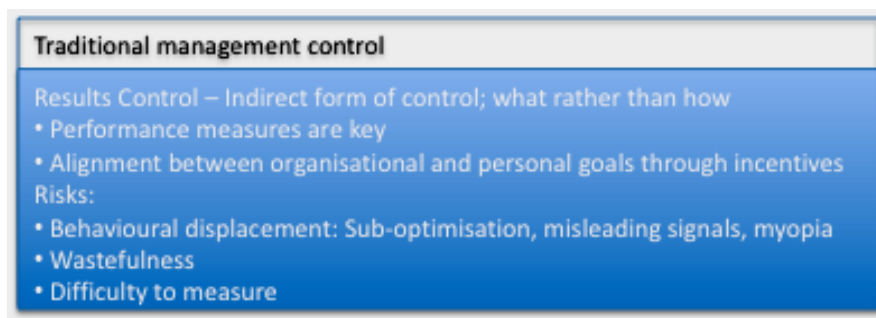 Traditional management control
Results Control – Indirect form of control; what rather than how
• Performance measures are key
• Alignment between organisational and personal goals through incentives
Risks:
• Behavioural displacement: Sub-optimisation, misleading signals, myopia
• Wastefulness
• Difficulty to measure